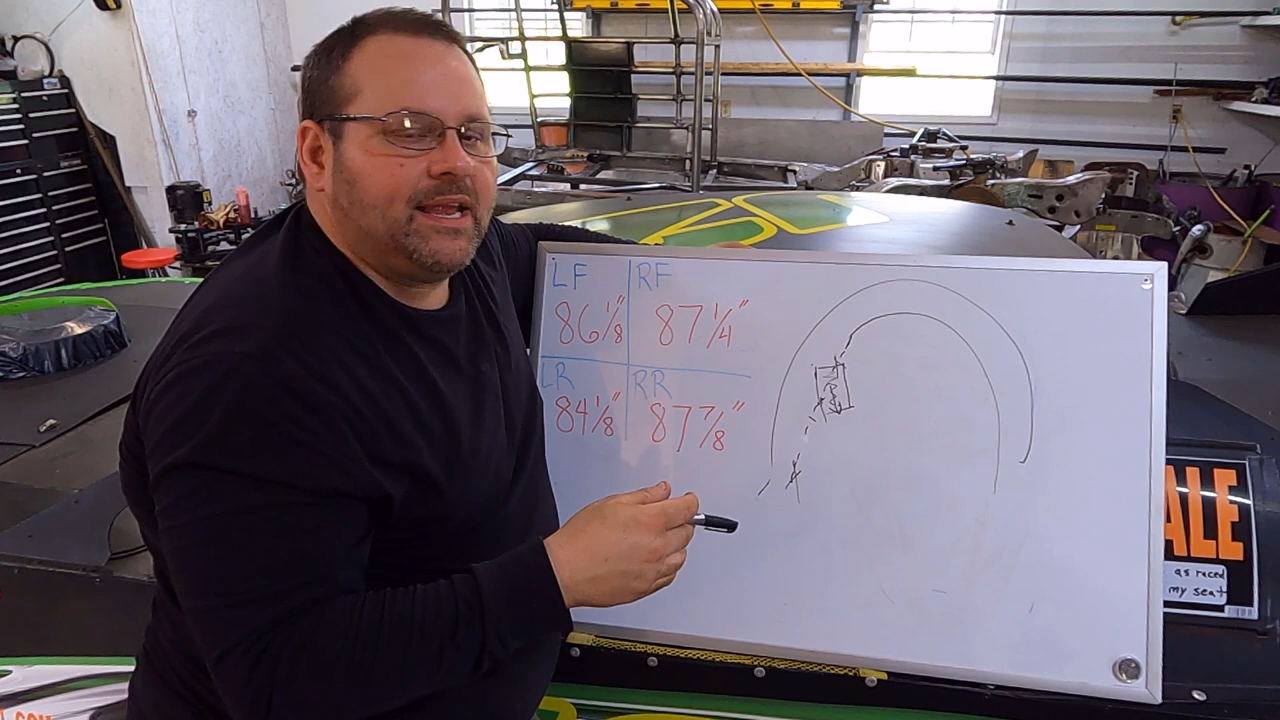 LF RF
86 1/8" 87 1/4"
LR RR
84 1/8" 87 7/8"
ALE
as raced
my seat